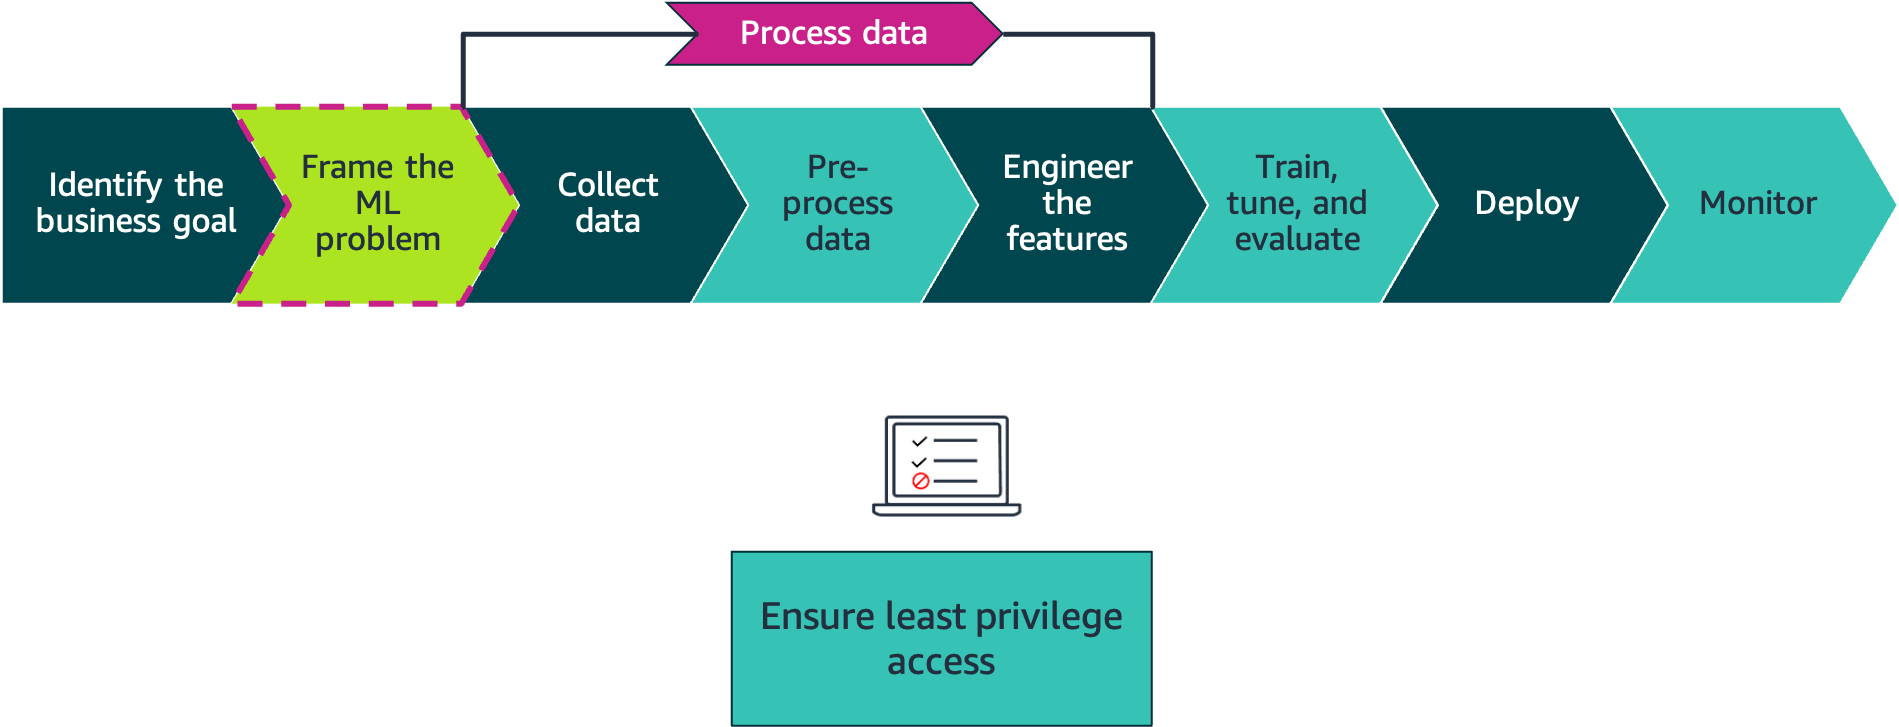 Process data
Identify the
business goal
Frame the
ML
problem
Collect
data
Pre-
process
data
Engineer
the
features
Train,
tune, and
evaluate
Deploy
Monitor
Ensure least privilege
access